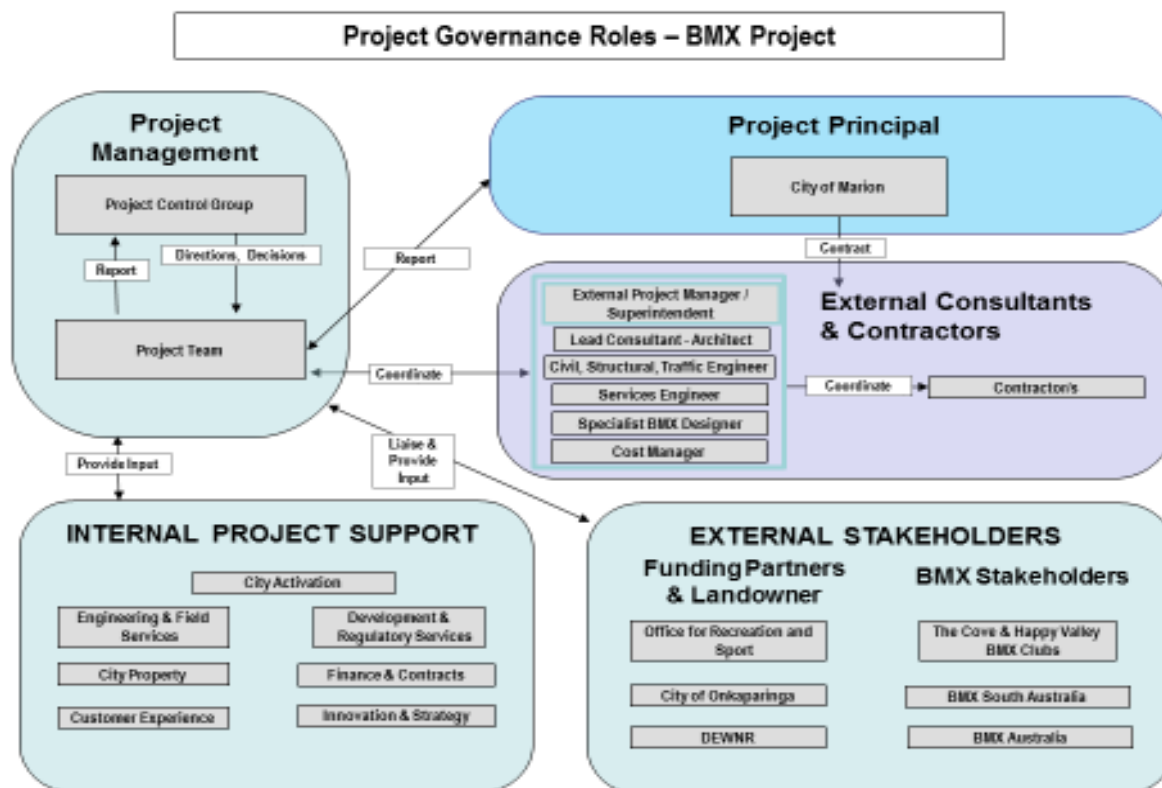 Project Governance Roles – BMX Project
Project
Management
Project Control Group
Report
Directions, Decisions
Project Team
Project Principal
City of Marion
Contract
Report
External Consultants
& Contractors
External Project Manager /
Superintendent
Lead Consultant - Architect
Civil, Structural, Traffic Engineer
Services Engineer
Specialist BMX Designer
Cost Manager
Coordinate
Coordinate
Contractor/s
Provide Input
Liaise &
Provide
Input
INTERNAL PROJECT SUPPORT
City Activation
Engineering & Field
Services
Development &
Regulatory Services
City Property
Finance & Contracts
Customer Experience
Innovation & Strategy
EXTERNAL STAKEHOLDERS
Funding Partners
& Landowner
BMX Stakeholders
Office for Recreation and
Sport
The Cove & Happy Valley
BMX Clubs
City of Onkaparinga
BMX South Australia
DEWNR
BMX Australia